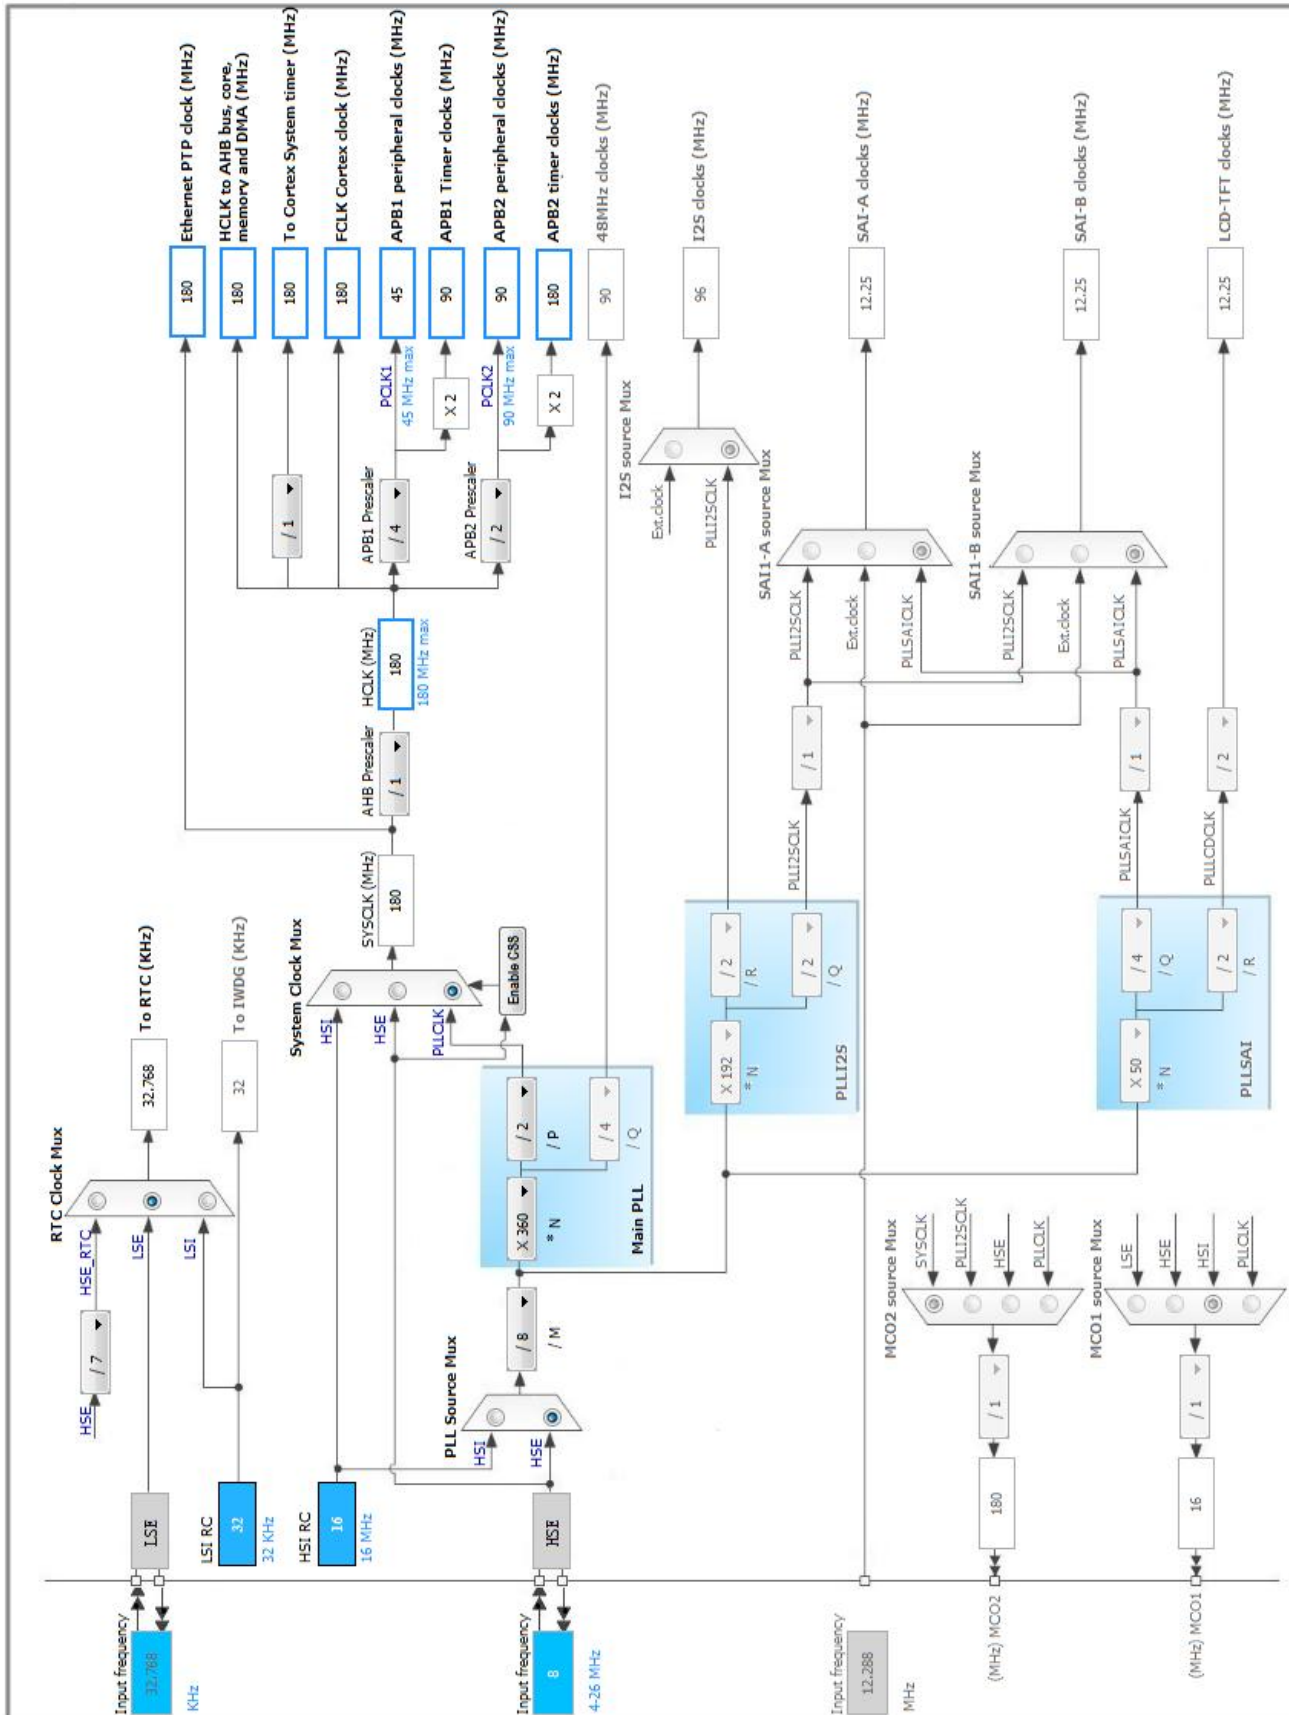 Input frequency
32.768
KHz
LSE
HSE
/ 7
HSE_RTC
LSE
LSI
RTC Clock Mux
32.768
To RTC (KHz)
LSI RC
32
32 KHz
32
To IWDG (KHz)
HSI RC
16
16 MHz
Input frequency
8
4-26 MHz
HSE
PLL Source Mux
HSI
HSE
/ 8
/ M
X 360
* N
/ 2
/ P
/ 4
/ Q
Main PLL
System Clock Mux
HSI
HSE
PLLCLK
Enable CSS
SYSCLK (MHz)
180
AHB Prescaler
/ 1
HCLK (MHz)
180
180 MHz max
/ 1
APB1 Prescaler
/ 4
PCLK1
45 MHz max
X 2
APB2 Prescaler
/ 2
PCLK2
90 MHz max
X 2
180
Ethernet PTP clock (MHz)
180
HCLK to AHB bus, core,
memory and DMA (MHz)
180
To Cortex System timer (MHz)
180
FCLK Cortex clock (MHz)
45
APB1 peripheral clocks (MHz)
90
APB1 Timer clocks (MHz)
90
APB2 peripheral clocks (MHz)
180
APB2 timer clocks (MHz)
90
48MHz clocks (MHz)
X 192
* N
/ 2
/ R
/ 2
/ Q
PLLI2S
I2S source Mux
Ext.clock
PLLI2SCLK
96
I2S clocks (MHz)
PLLI2SCLK
/ 1
SAI1-A source Mux
PLLI2SCLK
Ext.clock
PLLSAICLK
12.25
SAI-A clocks (MHz)
SAI1-B source Mux
PLLI2SCLK
Ext.clock
PLLSAICLK
12.25
SAI-B clocks (MHz)
X 50
* N
/ 4
/ Q
/ 2
/ R
PLLSAI
PLLSAICLK
/ 1
PLLLCDCLK
/ 2
12.25
LCD-TFT clocks (MHz)
Input frequency
12.288
MHz
MCO2 source Mux
SYSCLK
PLLI2SCLK
HSE
PLLCLK
/ 1
180
(MHz) MCO2
MCO1 source Mux
LSE
HSE
HSI
PLLCLK
/ 1
16
(MHz) MCO1